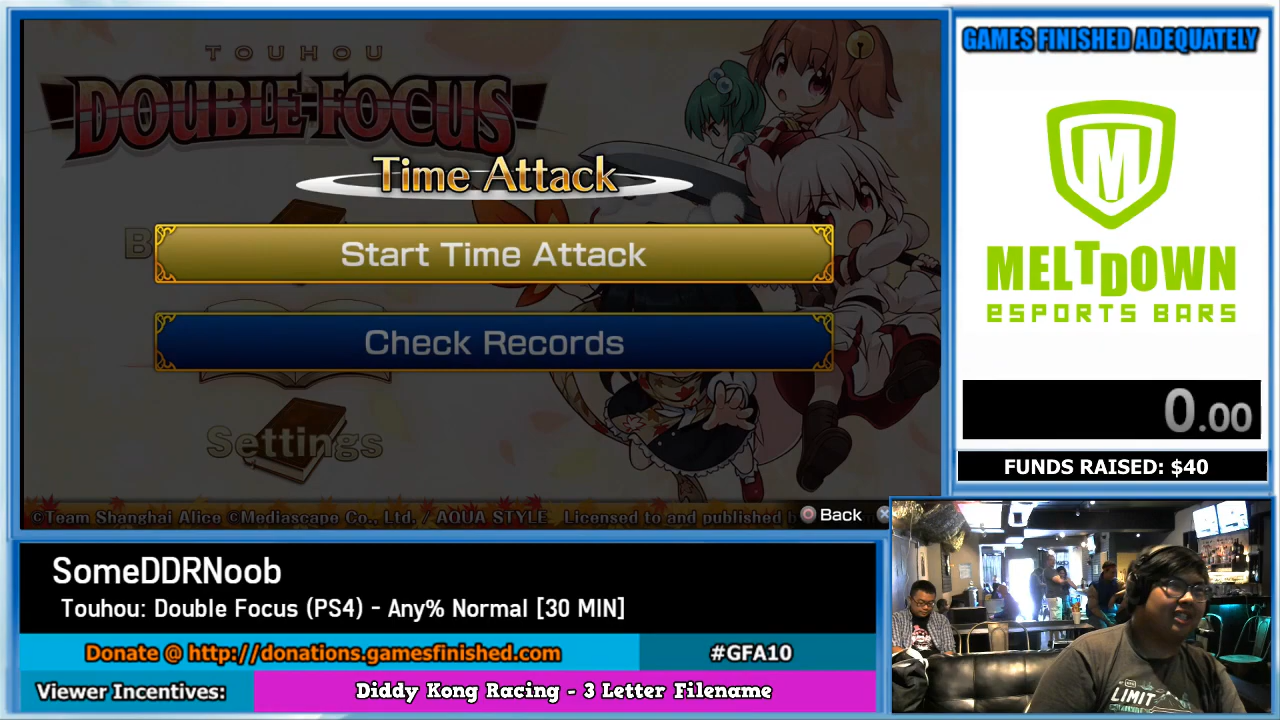 TOUHOU
DOUBLE FOCUS
Time Attack
Start Time Attack
Check Records
Settings
©Team Shanghai Alice ©Mediascape Co., Ltd. / AQUA STYLE Licensed to and published b
Back
GAMES FINISHED ADEQUATELY
M
MELTDOWN
ESPORTS BARS
0.00
FUNDS RAISED: $40
SomeDDRNoob
Touhou: Double Focus (PS4) - Any% Normal [30 MIN]
Donate @ http://donations.gamesfinished.com
#GFA10
Viewer Incentives:
Diddy Kong Racing - 3 Letter Filename
LIMIT